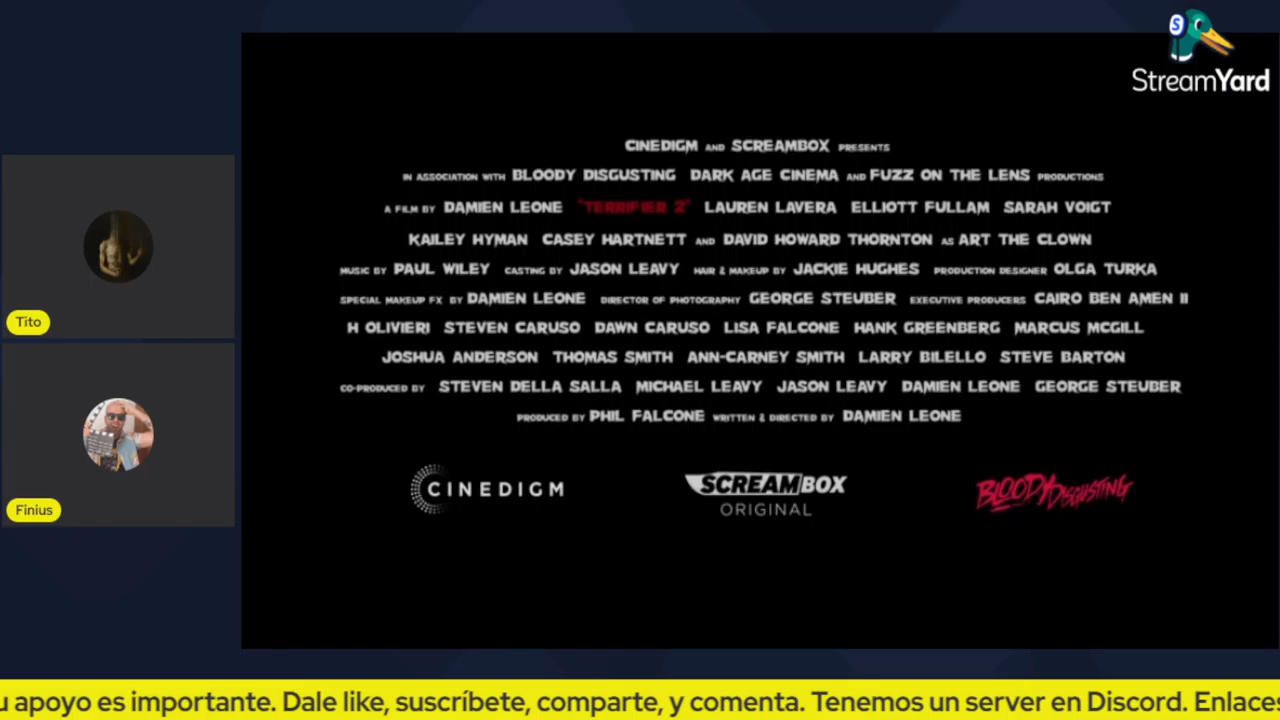 S
StreamYard
CINEDIGM AND SCREAMBOX PRESENTS
IN ASSOCIATION WITH BLOODY DISGUSTING DARK AGE CINEMA AND FUZZ ON THE LENS PRODUCTIONS
A FILM BY DAMIEN LEONE "TERRIFIER 2" LAUREN LAVERA ELLIOTT FULLAM SARAH VOIGT
KAILEY HYMAN CASEY HARTNETT AND DAVID HOWARD THORNTON AS ART THE CLOWN
MUSIC BY PAUL WILEY CASTING BY JASON LEAVY HAIR & MAKEUP BY JACKIE HUGHES PRODUCTION DESIGNER OLGA TURKA
SPECIAL MAKEUP FX BY DAMIEN LEONE DIRECTOR OF PHOTOGRAPHY GEORGE STEUBER EXECUTIVE PRODUCERS CAIRO BEN AMEN II
H OLIVIERI STEVEN CARUSO DAWN CARUSO LISA FALCONE HANK GREENBERG MARCUS MCGILL
JOSHUA ANDERSON THOMAS SMITH ANN-CARNEY SMITH LARRY BILELLO STEVE BARTON
CO-PRODUCED BY STEVEN DELLA SALLA MICHAEL LEAVY JASON LEAVY DAMIEN LEONE GEORGE STEUBER
PRODUCED BY PHIL FALCONE WRITTEN & DIRECTED BY DAMIEN LEONE
CINEDIGM
SCREAMBOX
ORIGINAL
BLOODY DISGUSTING
Tito
Finius
u apoyo es importante. Dale like, suscríbete, comparte, y comenta. Tenemos un server en Discord. Enlaces